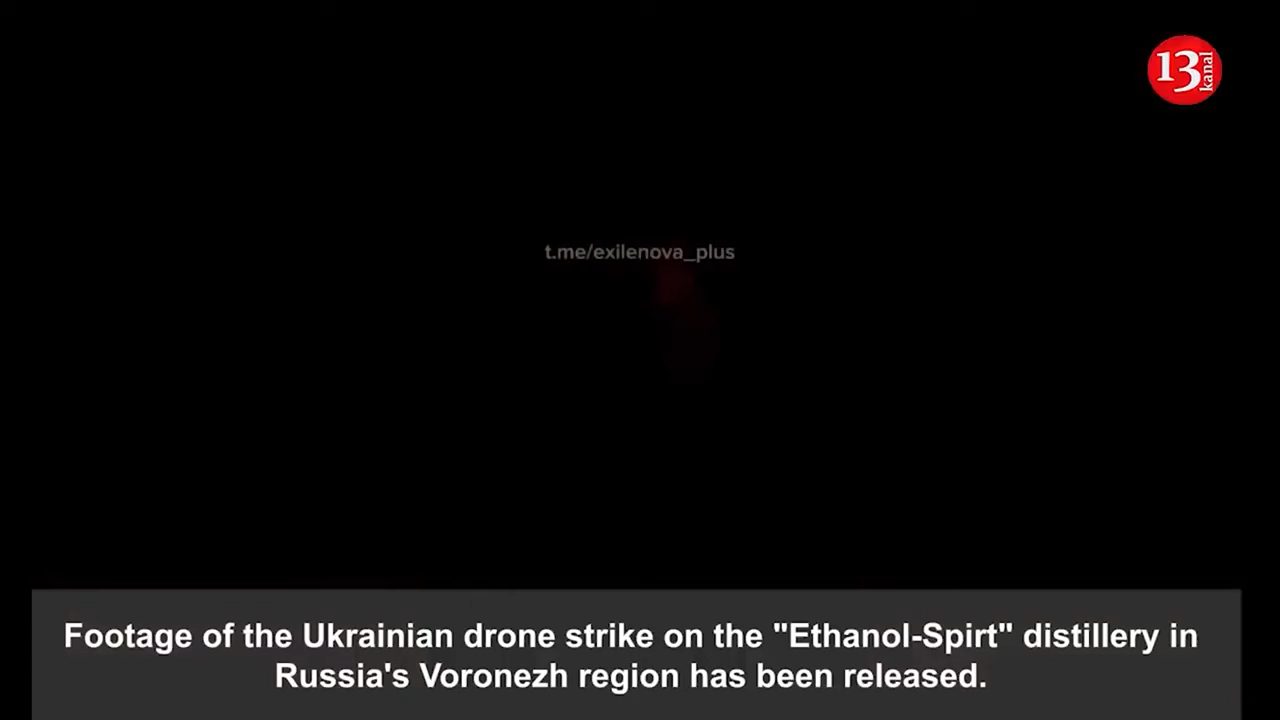 13 kanal
t.me/exilenova_plus
Footage of the Ukrainian drone strike on the "Ethanol-Spirt" distillery in
Russia's Voronezh region has been released.